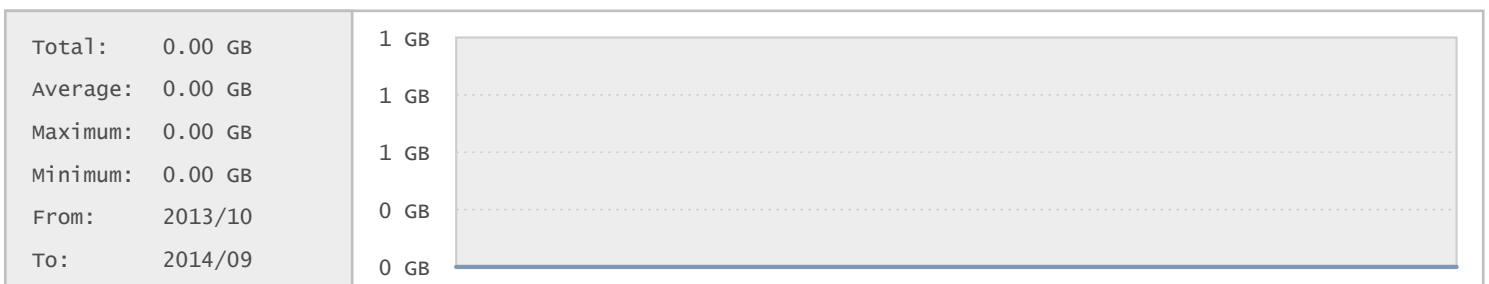 Total: 0.00 GB
Average: 0.00 GB
Maximum: 0.00 GB
Minimum: 0.00 GB
From: 2013/10
To: 2014/09
1 GB
1 GB
1 GB
0 GB
0 GB